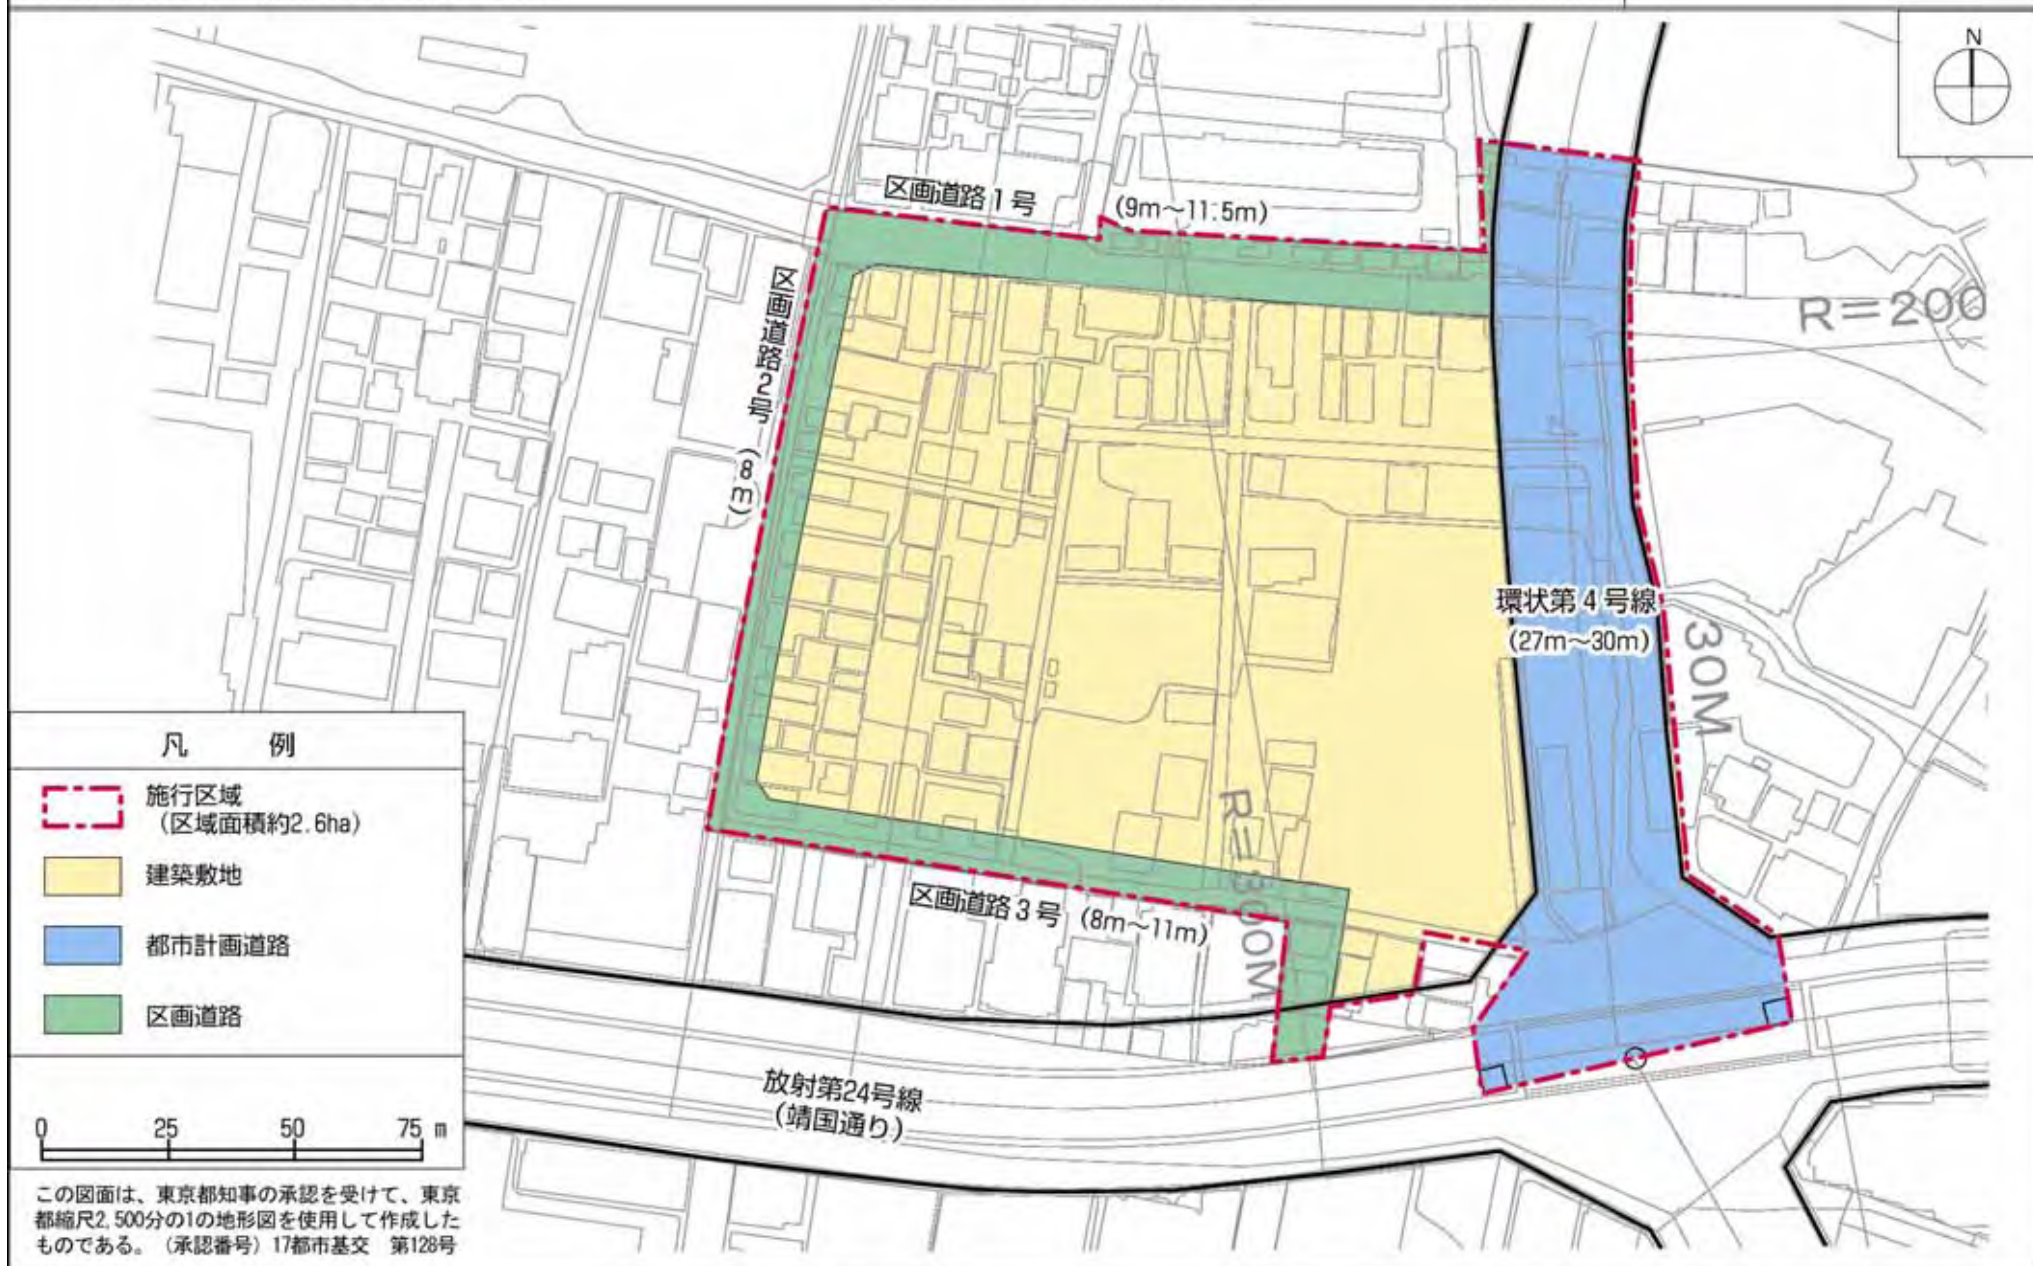 N
区画道路1号
(9m～11.5m)
区画道路2号
(8m)
R=200
環状第4号線
(27m～30m)
30M
R=300M
区画道路3号 (8m～11m)
放射第24号線
(靖国通り)
凡 例
施行区域
(区域面積約2.6ha)
建築敷地
都市計画道路
区画道路
0 25 50 75 m
この図面は、東京都知事の承認を受けて、東京
都縮尺2,500分の1の地形図を使用して作成した
ものである。 (承認番号) 17都市基交 第128号